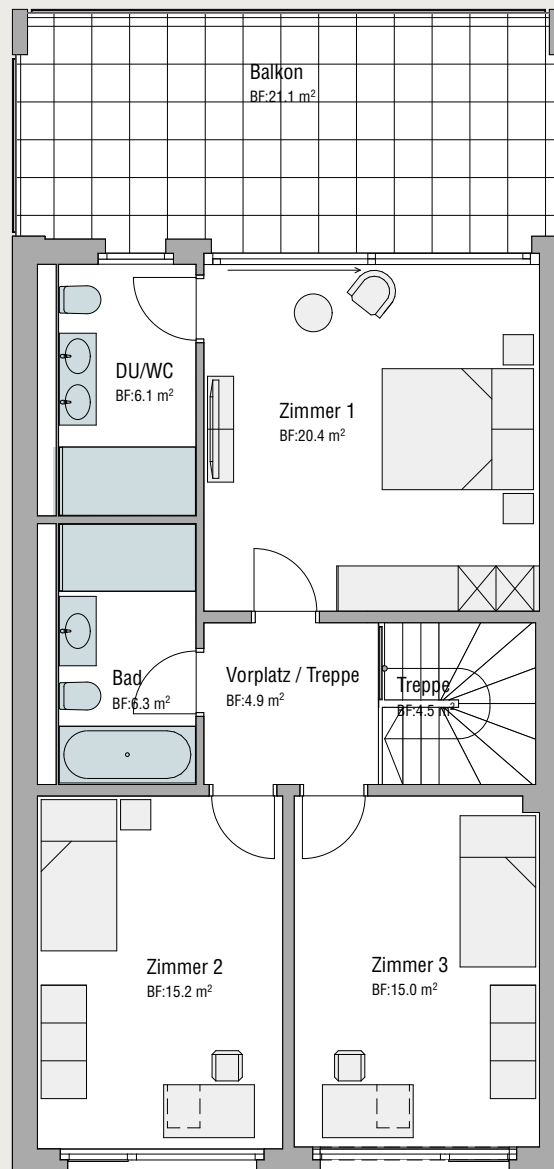 Balkon
BF:21.1 m²
DU/WC
BF:6.1 m²
Zimmer 1
BF:20.4 m²
Bad
BF:6.3 m²
Vorplatz / Treppe
BF:4.9 m²
Treppe
BF:4.5 m²
Zimmer 2
BF:15.2 m²
Zimmer 3
BF:15.0 m²